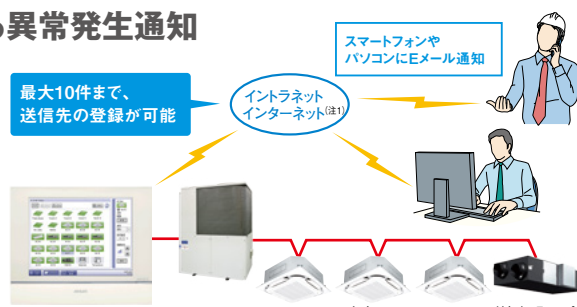 異常発生通知
スマートフォンや
パソコンにEメール通知
最大10件まで、
送信先の登録が可能
イントラネット
インターネット(注1)